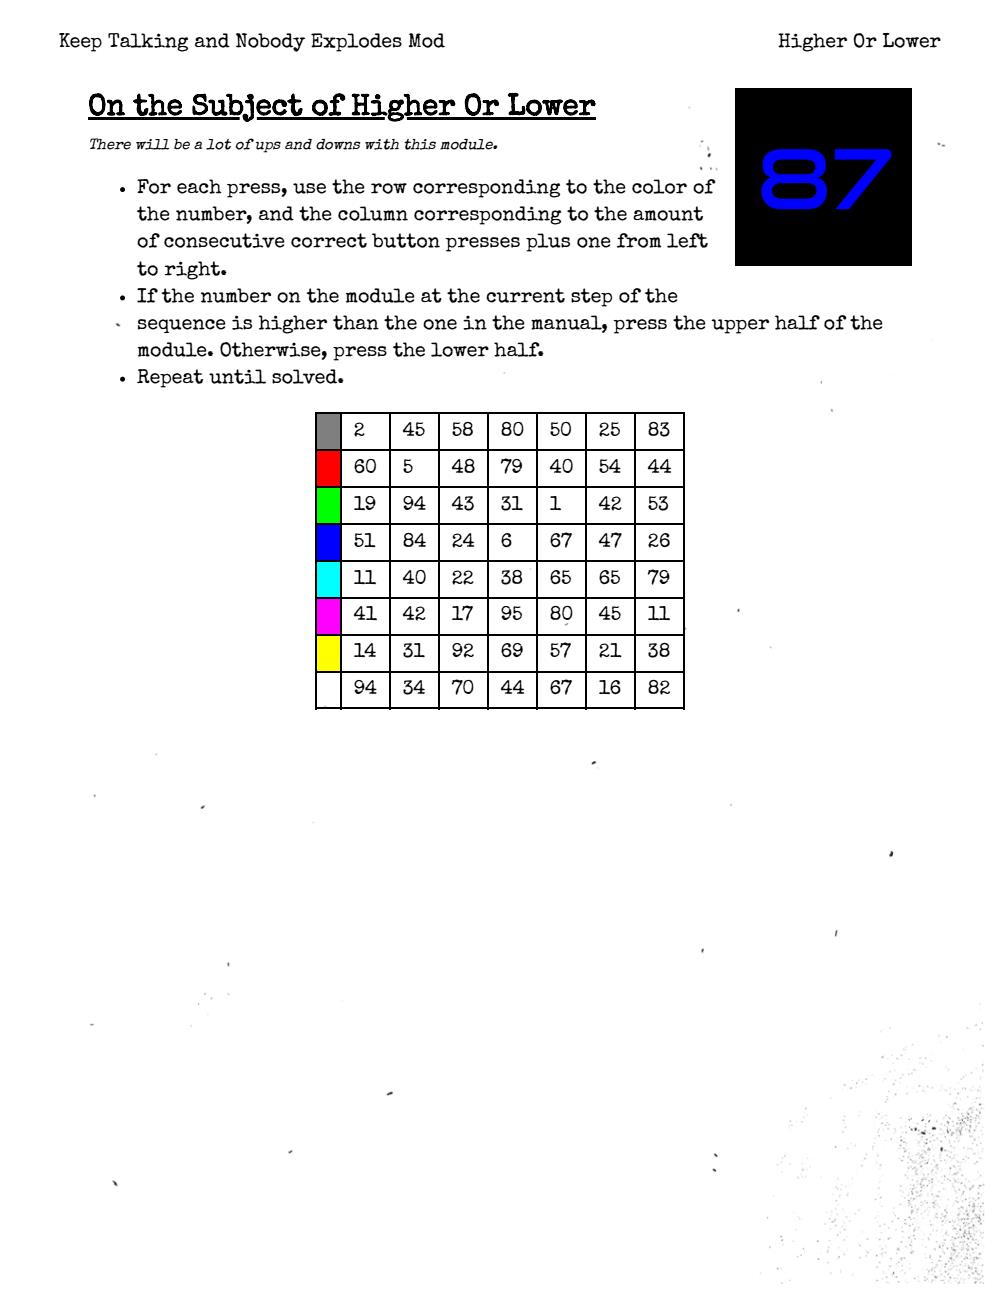 Keep Talking and Nobody Explodes Mod
Higher Or Lower
On the Subject of Higher Or Lower
There will be a lot of ups and downs with this module.
87
• For each press, use the row corresponding to the color of
the number, and the column corresponding to the amount
of consecutive correct button presses plus one from left
to right.
• If the number on the module at the current step of the
sequence is higher than the one in the manual, press the upper half of the
module. Otherwise, press the lower half.
• Repeat until solved.
2 45 58 80 50 25 83
60 5 48 79 40 54 44
19 94 43 31 1 42 53
51 84 24 6 67 47 26
11 40 22 38 65 65 79
41 42 17 95 80 45 11
14 31 92 69 57 21 38
94 34 70 44 67 16 82